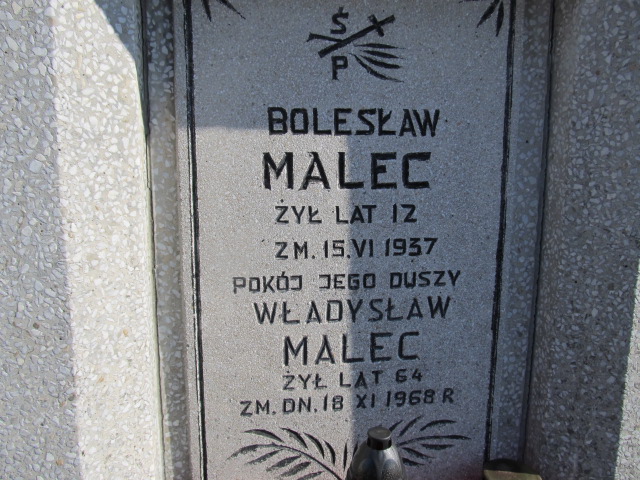 Ś P
BOLESŁAW
MALEC
ŻYŁ LAT 12
ZM. 15.VI 1937
POKÓJ JEGO DUSZY
WŁADYSŁAW
MALEC
ŻYŁ LAT 64
ZM. DN. 18 XI 1968 R